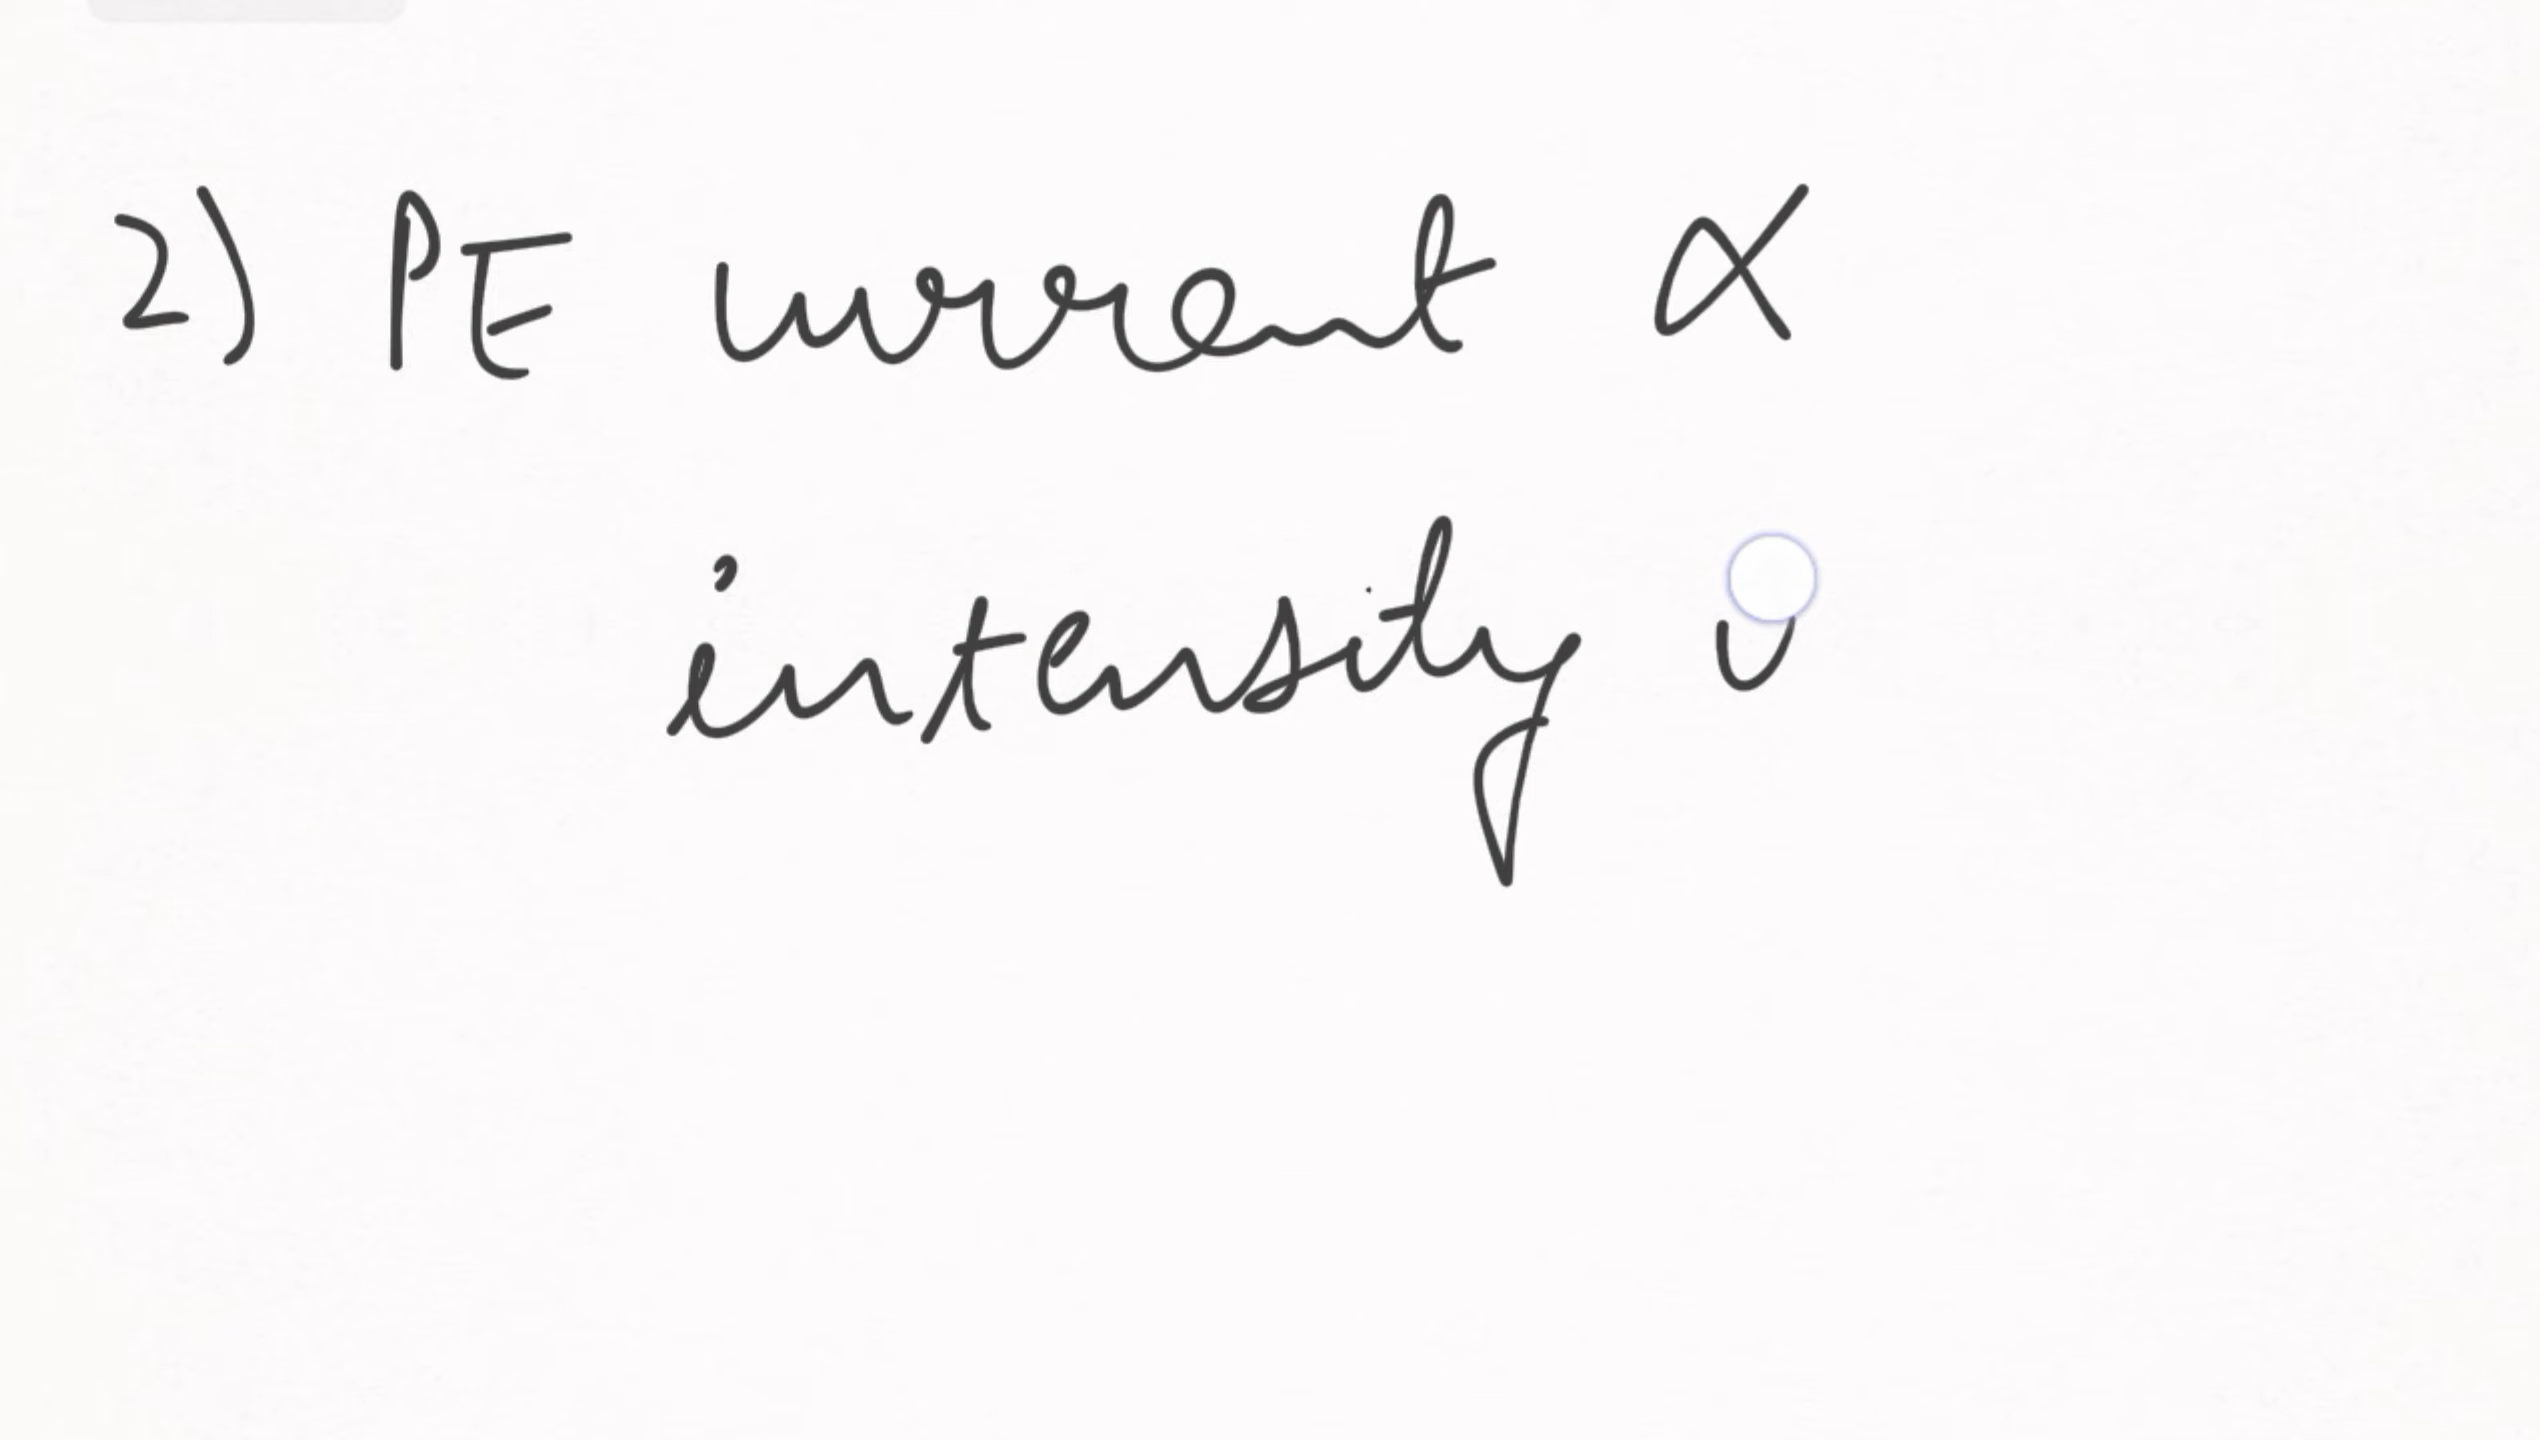 2) PE current ∝
intensity